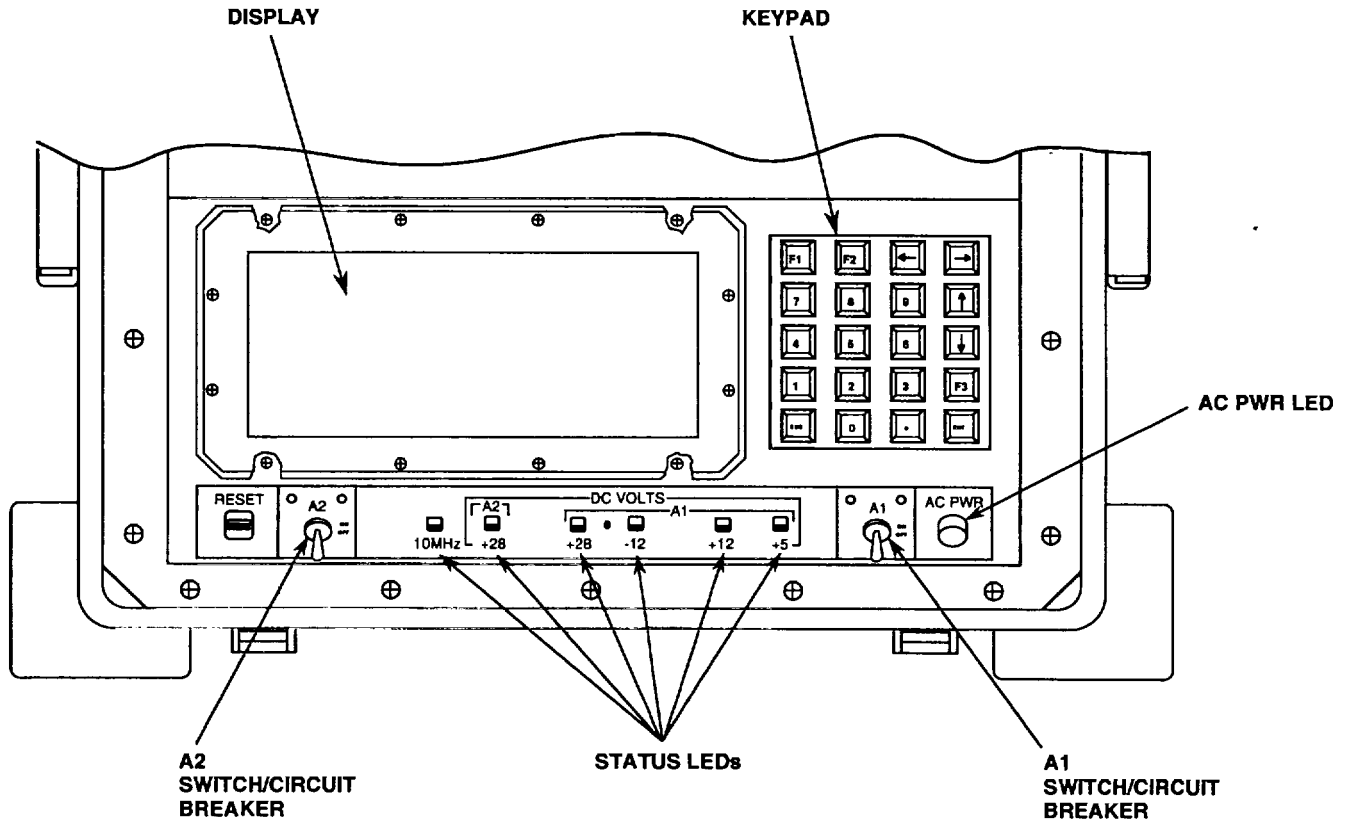 DISPLAY
KEYPAD
F1 F2 ← →
7 8 9 ↑
4 5 6 ↓
1 2 3 F3
0 •
AC PWR LED
RESET
A2
DC VOLTS
A2
A1
10MHz +28 +28 -12 +12 +5
A1
AC PWR
STATUS LEDs
A2
SWITCH/CIRCUIT
BREAKER
A1
SWITCH/CIRCUIT
BREAKER